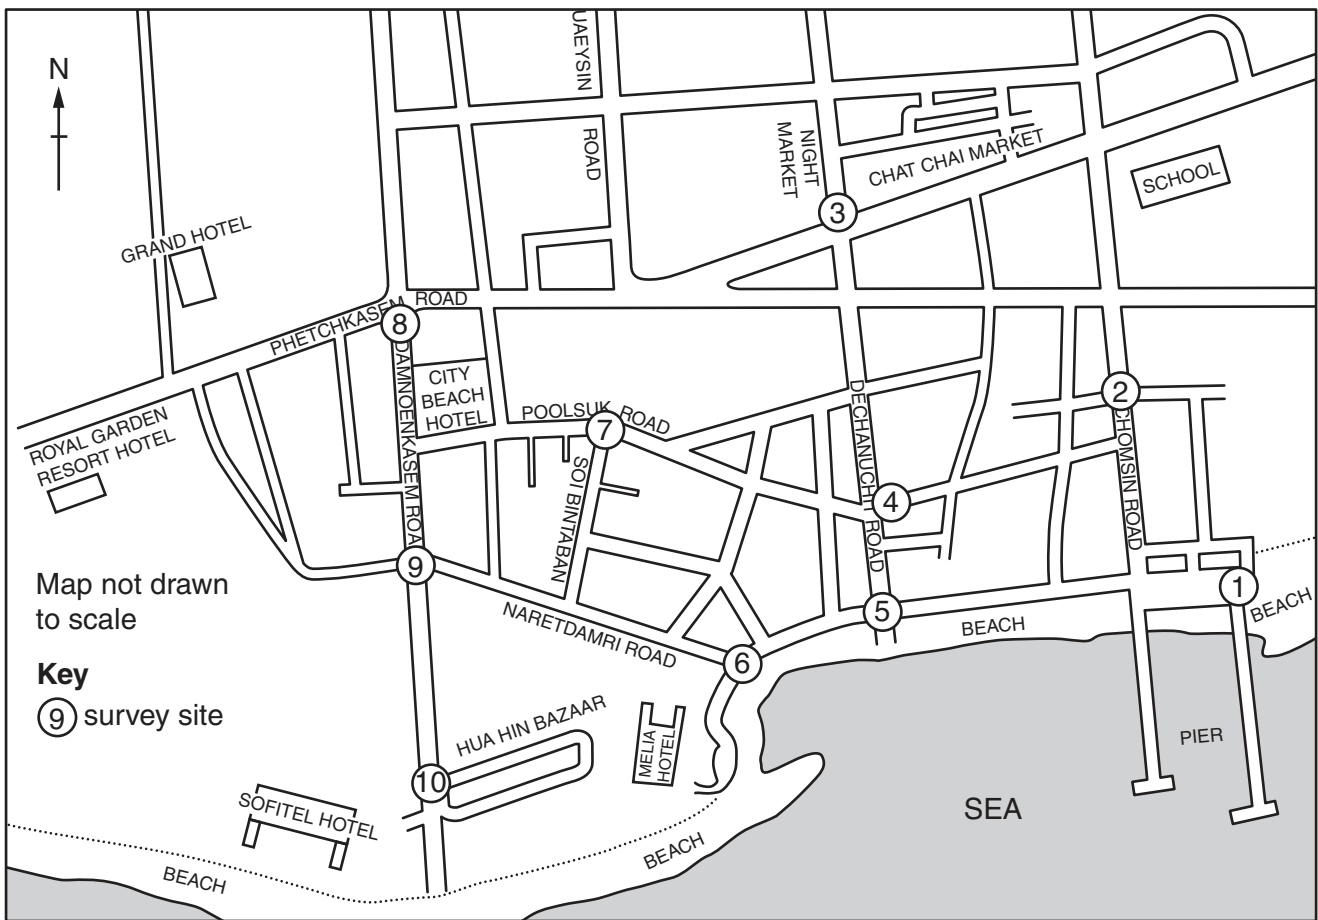 N
UAEYSIN
ROAD
NIGHT
MARKET
CHAT CHAI MARKET
SCHOOL
3
GRAND HOTEL
PHETCHKASEM ROAD
8
DAMNOENKASEM ROA
CITY
BEACH
HOTEL
POOLSUK ROAD
7
SOI BINTABAN
DECHANUCHIT ROAD
4
2
CHOMSIN ROAD
ROYAL GARDEN
RESORT HOTEL
9
NARETDAMRI ROAD
6
5
1
BEACH
BEACH
Map not drawn
to scale
Key
9 survey site
HUA HIN BAZAAR
10
MELIA
HOTEL
SOFITEL HOTEL
BEACH
BEACH
SEA
PIER